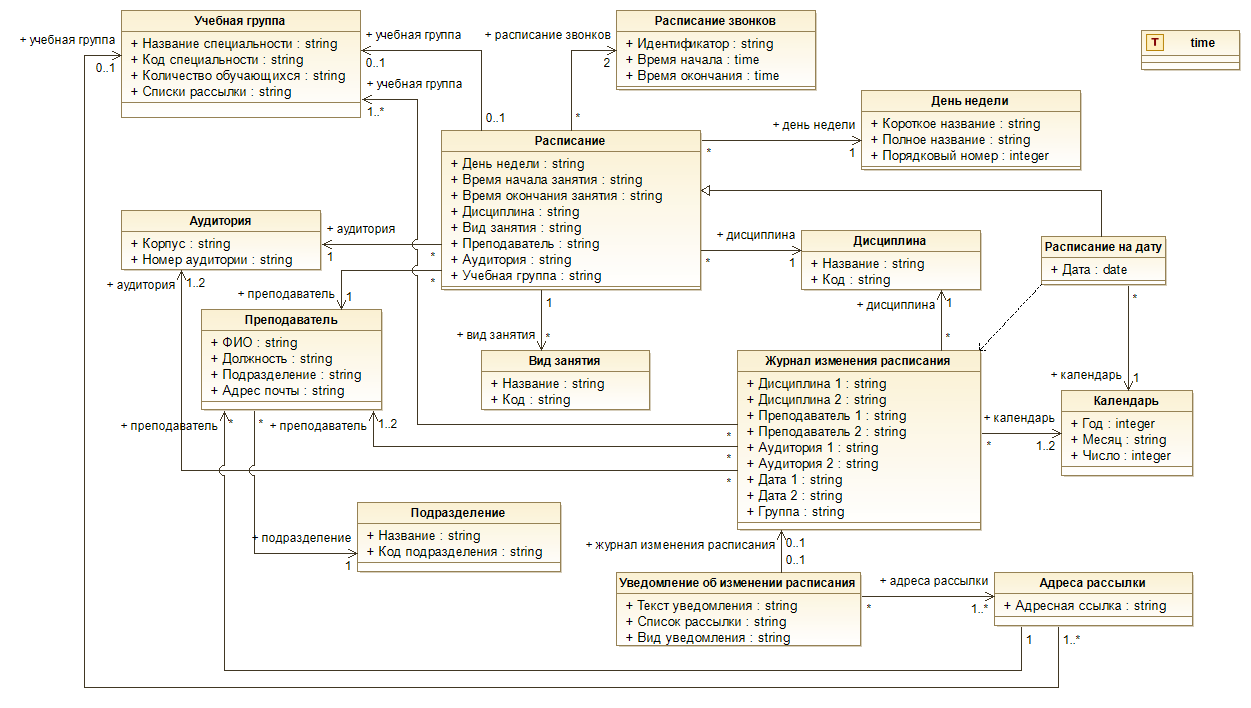 Учебная группа
+ Название специальности : string
+ Код специальности : string
+ Количество обучающихся : string
+ Списки рассылки : string
+ учебная группа
0..1
+ учебная группа
0..1
+ учебная группа
1..*
0..1
Расписание звонков
+ Идентификатор : string
+ Время начала : time
+ Время окончания : time
+ расписание звонков
2
*
T time
День недели
+ Короткое название : string
+ Полное название : string
+ Порядковый номер : integer
+ день недели
*
1
Расписание
+ День недели : string
+ Время начала занятия : string
+ Время окончания занятия : string
+ Дисциплина : string
+ Вид занятия : string
+ Преподаватель : string
+ Аудитория : string
+ Учебная группа : string
Аудитория
+ Корпус : string
+ Номер аудитории : string
+ аудитория
1
*
+ аудитория
1..2
+ дисциплина
*
1
Дисциплина
+ Название : string
+ Код : string
+ дисциплина
1
*
Расписание на дату
+ Дата : date
*
+ преподаватель
1
*
Преподаватель
+ ФИО : string
+ Должность : string
+ Подразделение : string
+ Адрес почты : string
1
+ вид занятия
*
Вид занятия
+ Название : string
+ Код : string
Журнал изменения расписания
+ Дисциплина 1 : string
+ Дисциплина 2 : string
+ Преподаватель 1 : string
+ Преподаватель 2 : string
+ Аудитория 1 : string
+ Аудитория 2 : string
+ Дата 1 : string
+ Дата 2 : string
+ Группа : string
+ календарь
1
Календарь
+ Год : integer
+ Месяц : string
+ Число : integer
+ календарь
*
1..2
+ преподаватель
*
*
+ преподаватель
1..2
*
*
*
+ подразделение
1
Подразделение
+ Название : string
+ Код подразделения : string
+ журнал изменения расписания
0..1
0..1
Уведомление об изменении расписания
+ Текст уведомления : string
+ Список рассылки : string
+ Вид уведомления : string
+ адреса рассылки
*
1..*
Адреса рассылки
+ Адресная ссылка : string
1
1..*